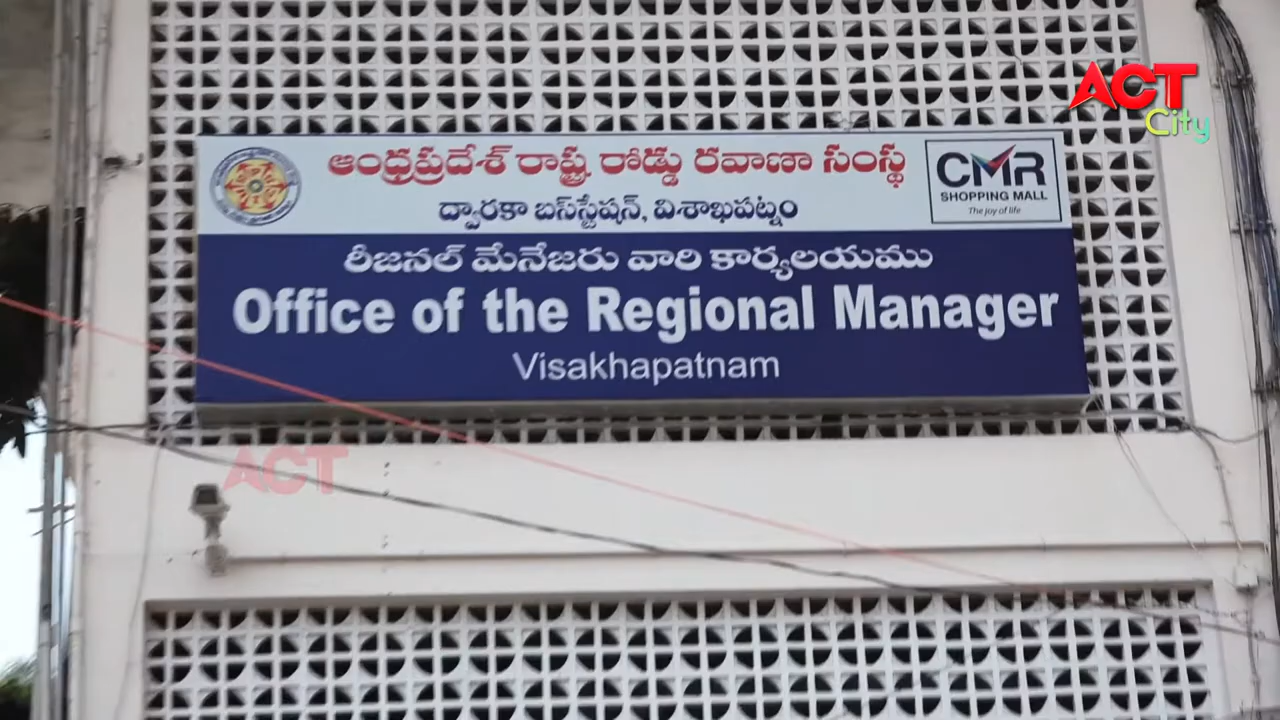 ACT
City
ఆంధ్రప్రదేశ్ రాష్ట్ర రోడ్డు రవాణా సంస్థ
ద్వారకా బస్‌స్టేషన్, విశాఖపట్నం
CMR
SHOPPING MALL
The joy of life
రీజనల్ మేనేజరు వారి కార్యలయము
Office of the Regional Manager
Visakhapatnam
ACT